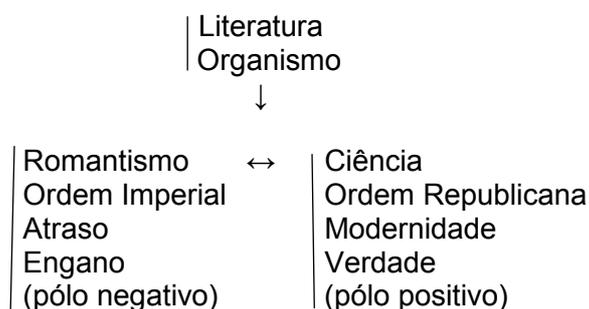 Literatura
Organismo
↓
Romantismo ↔ Ciência
Ordem Imperial Ordem Republicana
Atraso Modernidade
Engano Verdade
(pólo negativo) (pólo positivo)